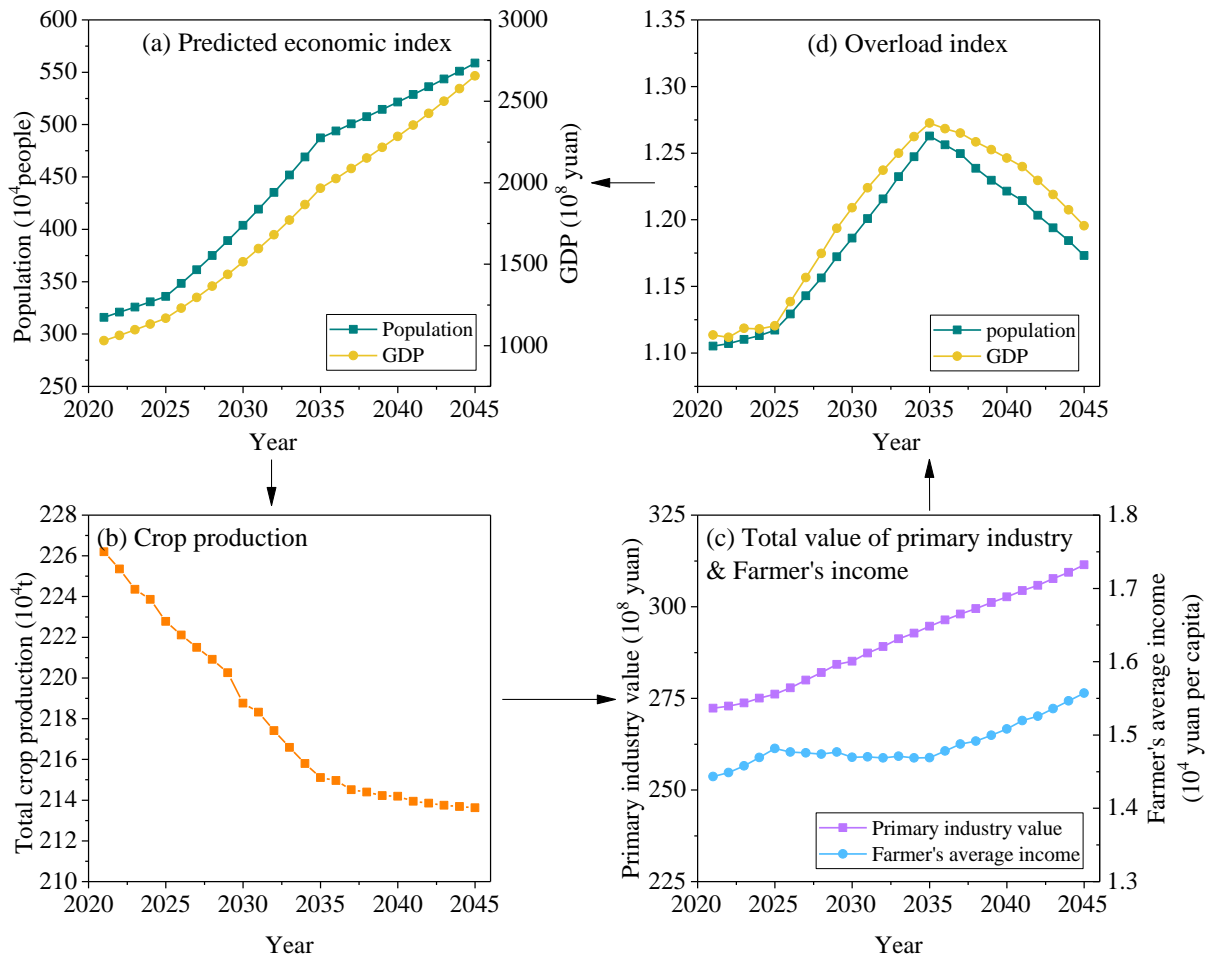 (a) Predicted economic index
600
550
500
450
400
350
300
250
Population (10⁴people)
3000
2500
2000
1500
1000
GDP (10⁸ yuan)
Population
GDP
2020 2025 2030 2035 2040 2045
Year
(d) Overload index
1.35
1.30
1.25
1.20
1.15
1.10
population
GDP
2020 2025 2030 2035 2040 2045
Year
(b) Crop production
228
226
224
222
220
218
216
214
213
210
Total crop production (10⁴t)
2020 2025 2030 2035 2040 2045
Year
(c) Total value of primary industry
& Farmer's income
325
300
275
250
225
Primary industry value (10⁸ yuan)
1.8
1.7
1.6
1.5
1.4
1.3
Farmer's average income
(10⁴ yuan per capita)
Primary industry value
Farmer's average income
2020 2025 2030 2035 2040 2045
Year